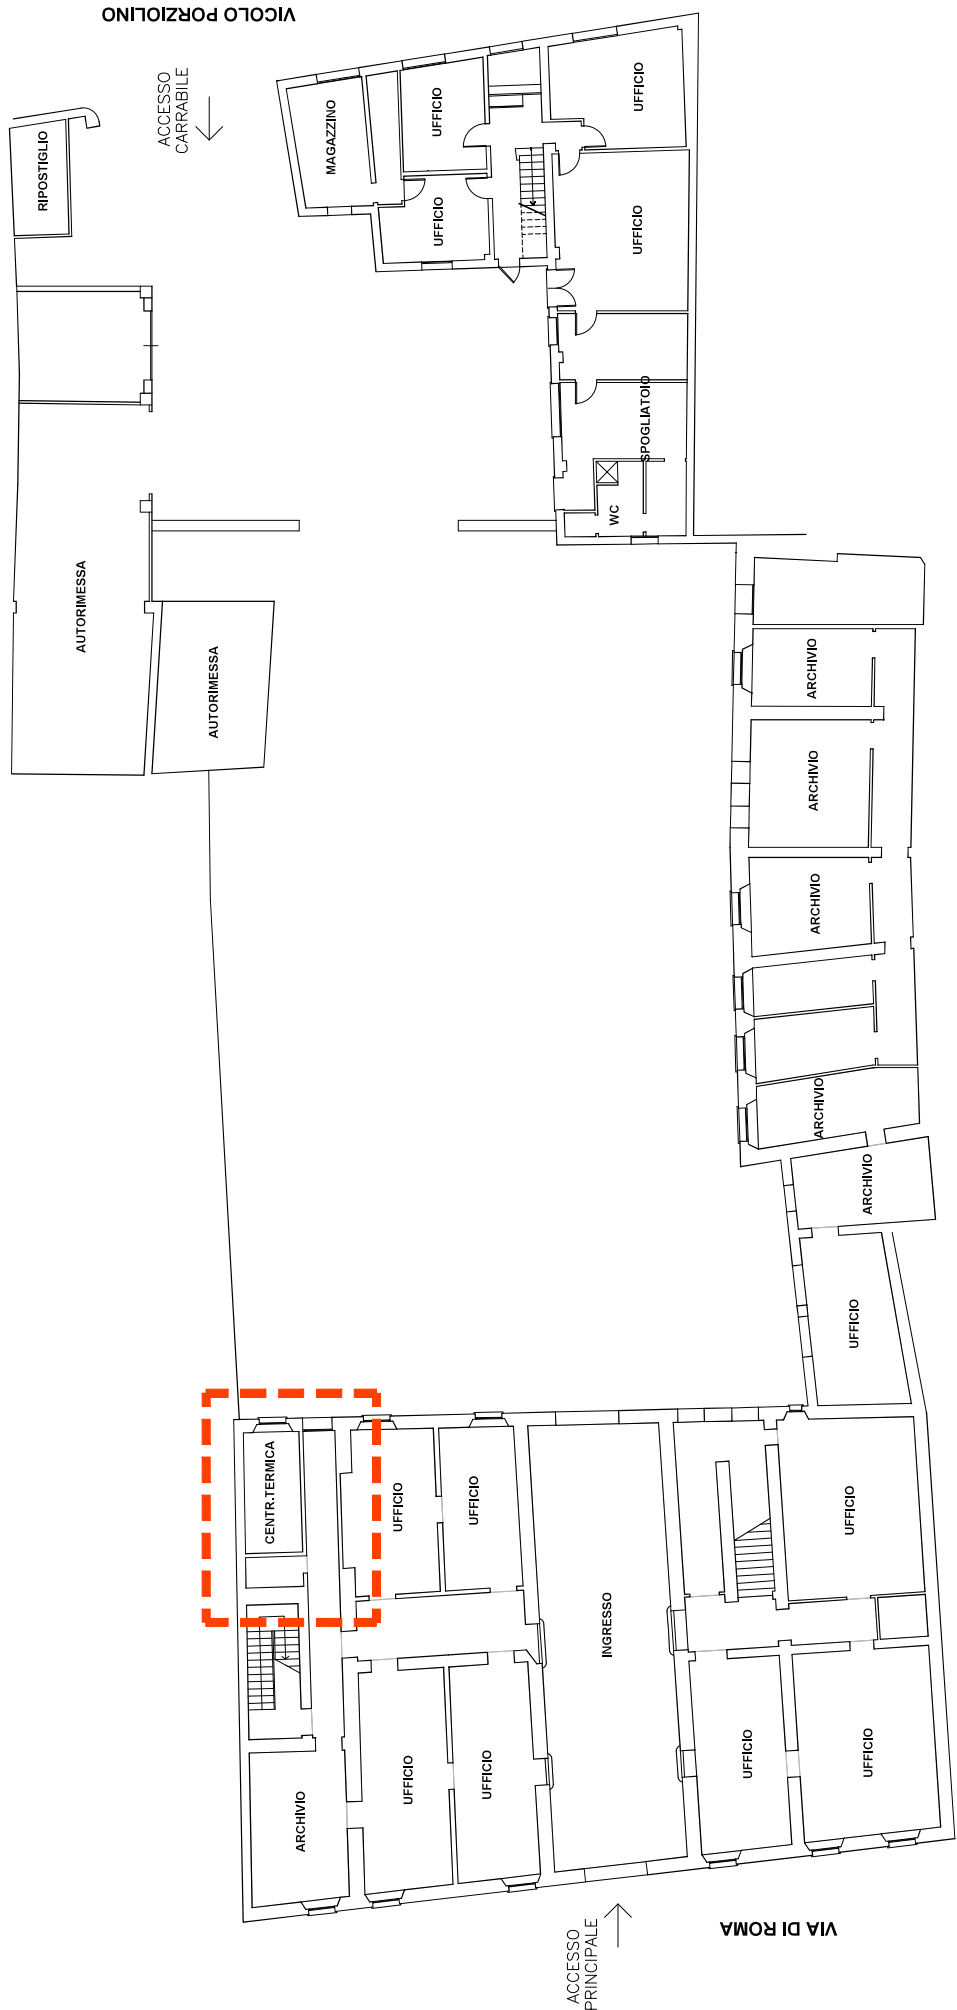 VICOLO PORZIOLINO
ACCESSO
CARRABILE
RIPOSTIGLIO
MAGAZZINO
UFFICIO
UFFICIO
UFFICIO
UFFICIO
SPOGLIATOIO
WC
AUTORIMESSA
AUTORIMESSA
ARCHIVIO
ARCHIVIO
ARCHIVIO
ARCHIVIO
ARCHIVIO
UFFICIO
CENTR.TERMICA
UFFICIO
UFFICIO
UFFICIO
INGRESSO
ARCHIVIO
UFFICIO
UFFICIO
UFFICIO
UFFICIO
ACCESSO
PRINCIPALE
VIA DI ROMA